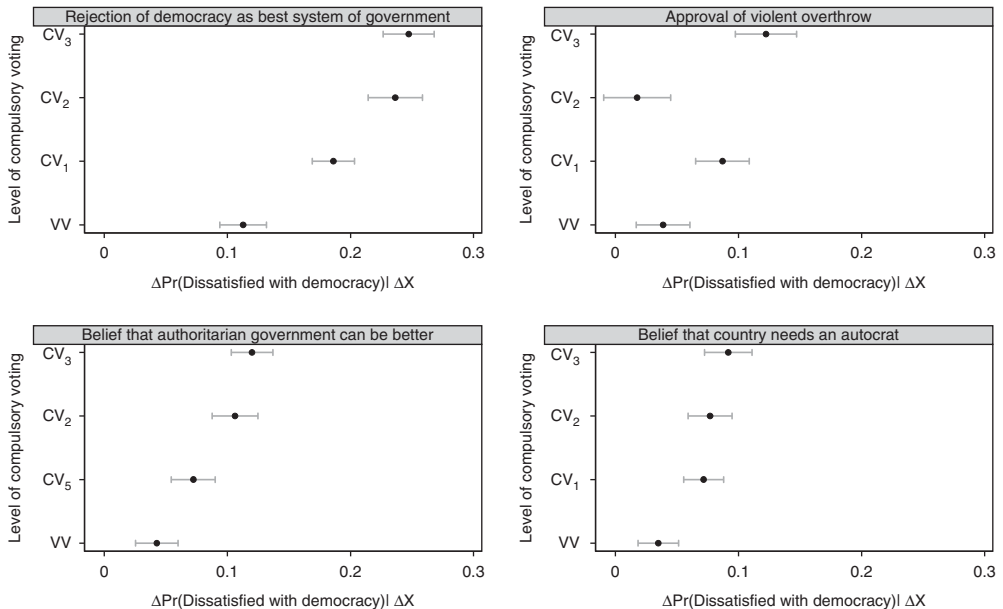 Rejection of democracy as best system of government
Level of compulsory voting
CV3
CV2
CV1
VV
0 0.1 0.2 0.3
ΔPr(Dissatisfied with democracy)| ΔX
Approval of violent overthrow
Level of compulsory voting
CV3
CV2
CV1
VV
0 0.1 0.2 0.3
ΔPr(Dissatisfied with democracy)| ΔX
Belief that authoritarian government can be better
Level of compulsory voting
CV3
CV2
CV5
VV
0 0.1 0.2 0.3
ΔPr(Dissatisfied with democracy)| ΔX
Belief that country needs an autocrat
Level of compulsory voting
CV3
CV2
CV1
VV
0 0.1 0.2 0.3
ΔPr(Dissatisfied with democracy)| ΔX